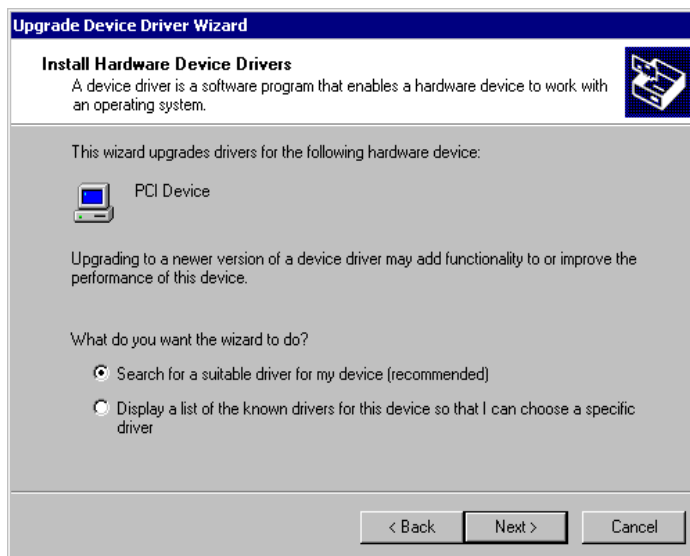 Upgrade Device Driver Wizard
Install Hardware Device Drivers
A device driver is a software program that enables a hardware device to work with
an operating system.
This wizard upgrades drivers for the following hardware device:
PCI Device
Upgrading to a newer version of a device driver may add functionality to or improve the
performance of this device.
What do you want the wizard to do?
Search for a suitable driver for my device (recommended)
Display a list of the known drivers for this device so that I can choose a specific
driver
< Back
Next >
Cancel